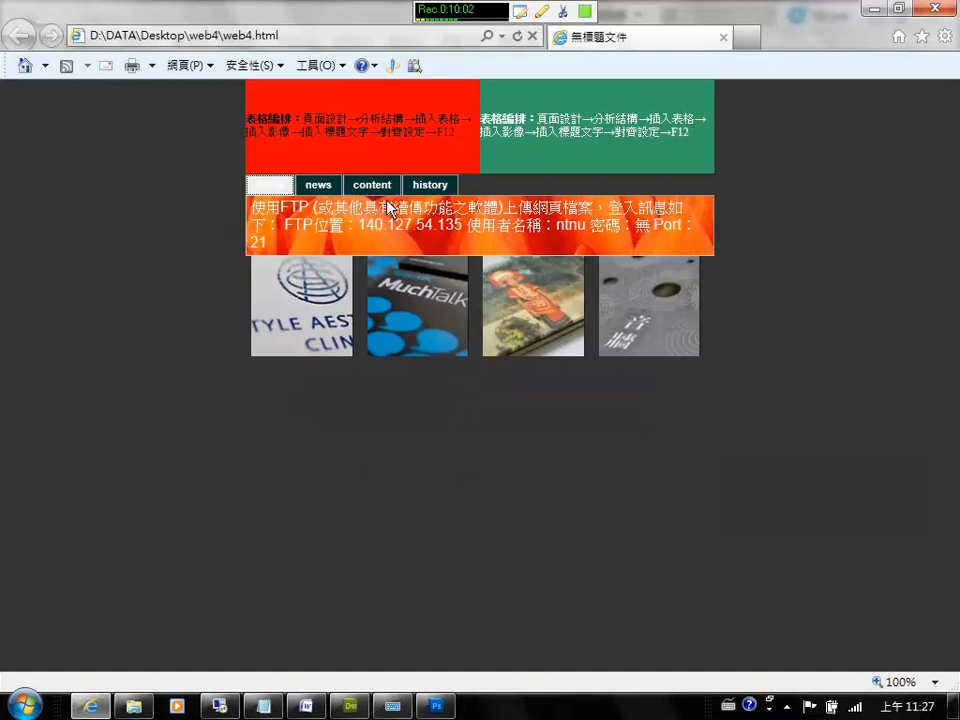 Rec 0:10:02
D:\DATA\Desktop\web4\web4.html
無標題文件
網頁(P) 安全性(S) 工具(O)
表格編排：頁面設計→分析結構→插入表格→
插入影像→插入標題文字→對齊設定→F12
表格編排：頁面設計→分析結構→插入表格→
插入影像→插入標題文字→對齊設定→F12
news content history
使用FTP (或其他具有續傳功能之軟體)上傳網頁檔案，登入訊息如
下： FTP位置：140.127.54.135 使用者名稱：ntnu 密碼：無 Port：
21
TYLE AEST
CLIN
MuchTalk
音牆
100%
上午 11:27